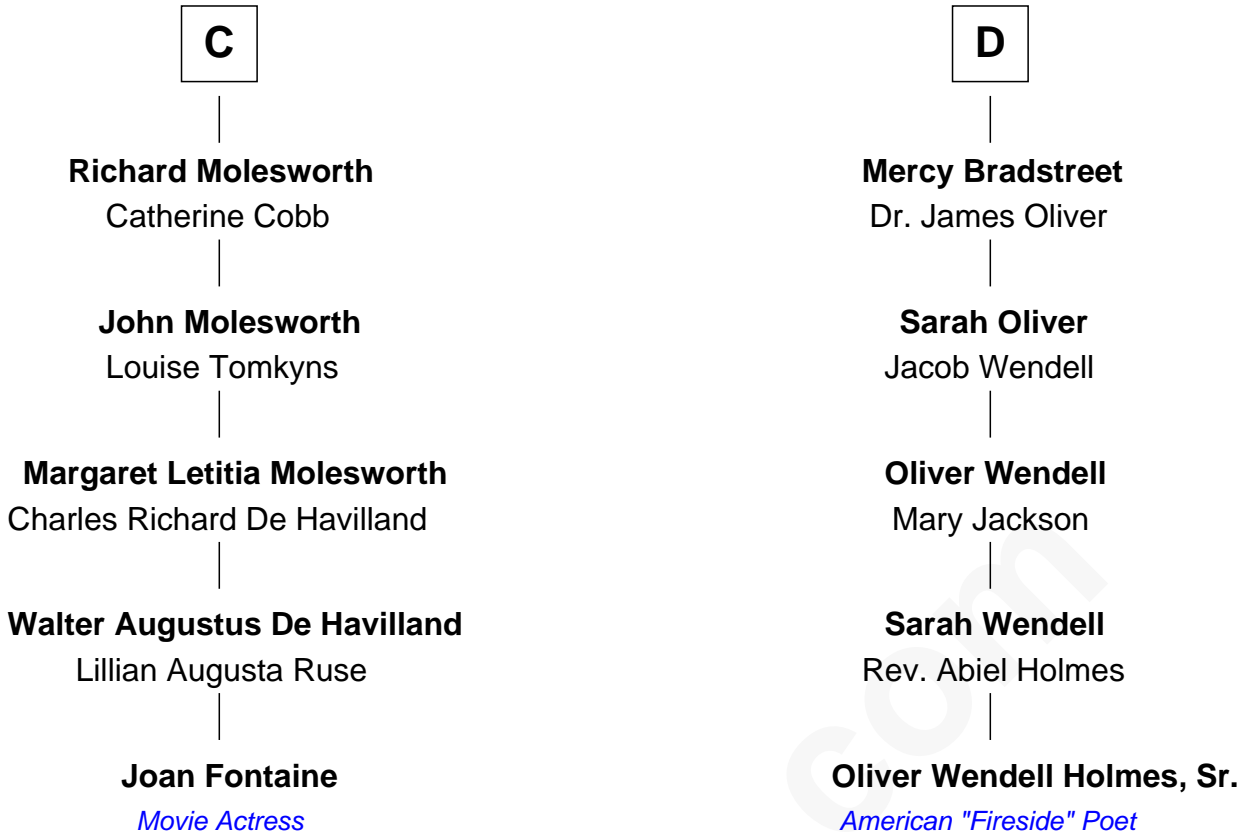 C
Richard Molesworth
Catherine Cobb
John Molesworth
Louise Tomkyns
Margaret Letitia Molesworth
Charles Richard De Havilland
Walter Augustus De Havilland
Lillian Augusta Ruse
Joan Fontaine
Movie Actress
D
Mercy Bradstreet
Dr. James Oliver
Sarah Oliver
Jacob Wendell
Oliver Wendell
Mary Jackson
Sarah Wendell
Rev. Abiel Holmes
Oliver Wendell Holmes, Sr.
American "Fireside" Poet
com